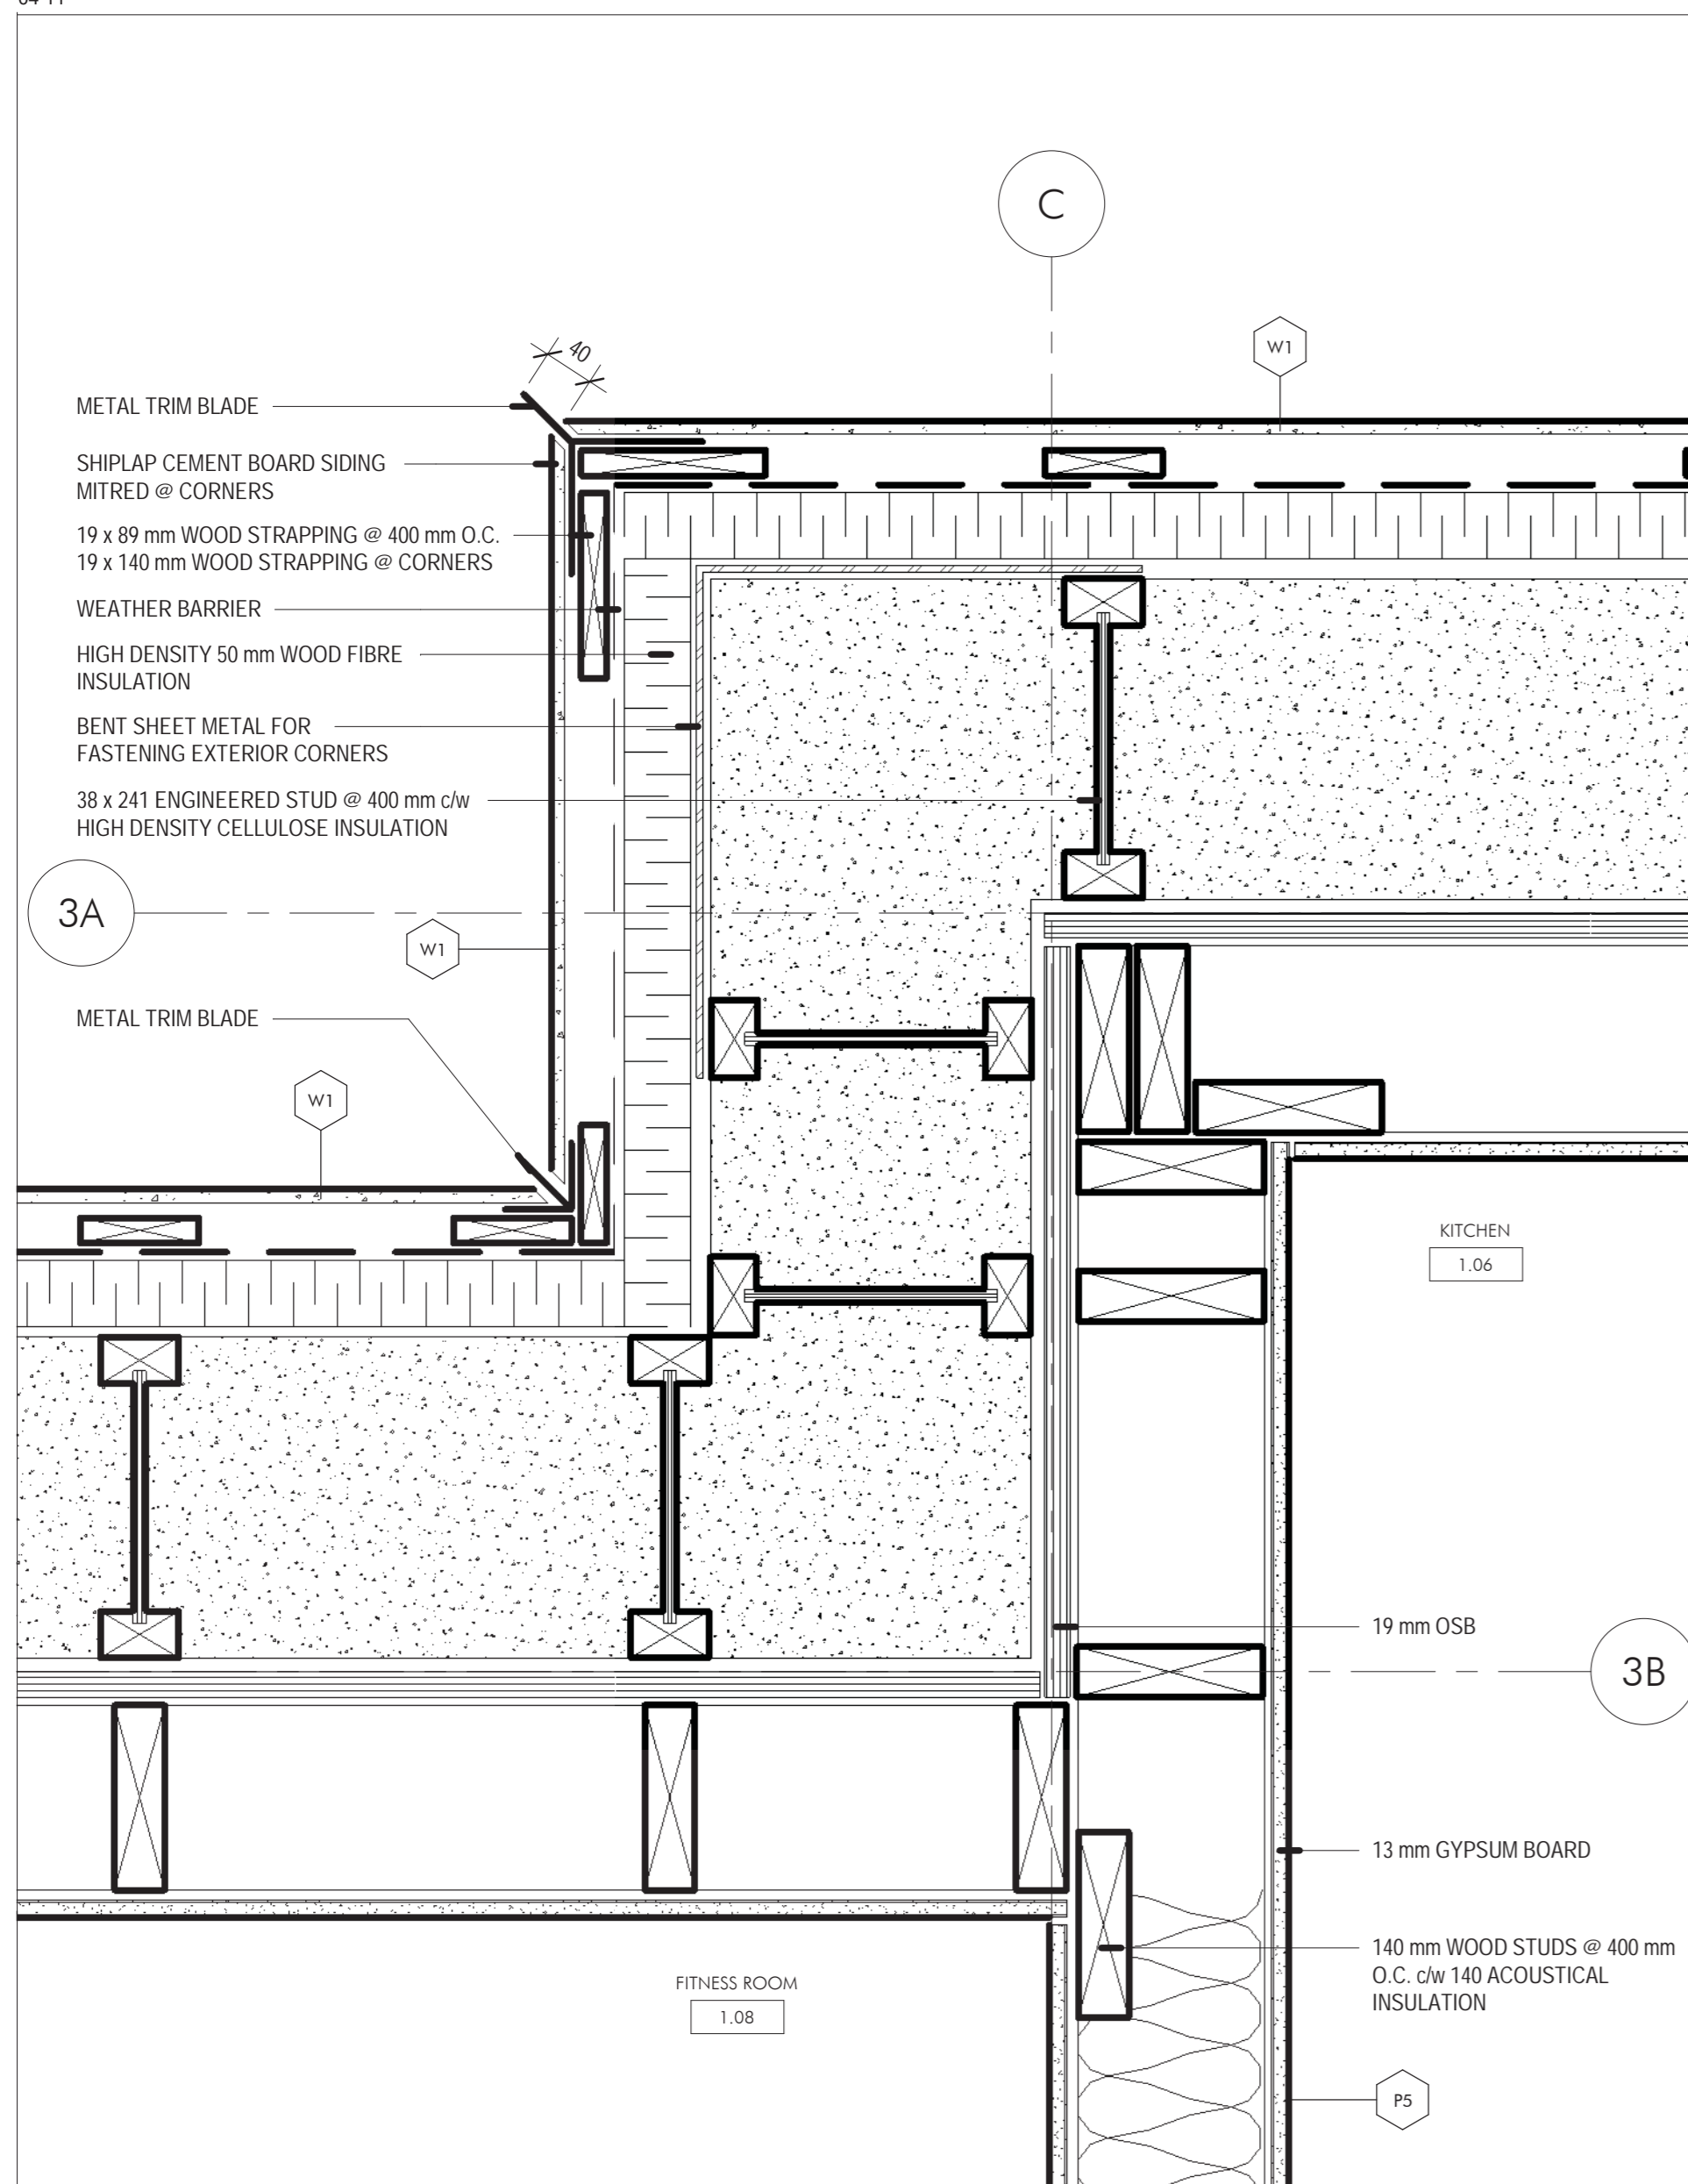 C
W1
40
METAL TRIM BLADE
SHIPLAP CEMENT BOARD SIDING
MITRED @ CORNERS
19 x 89 mm WOOD STRAPPING @ 400 mm O.C.
19 x 140 mm WOOD STRAPPING @ CORNERS
WEATHER BARRIER
HIGH DENSITY 50 mm WOOD FIBRE
INSULATION
BENT SHEET METAL FOR
FASTENING EXTERIOR CORNERS
38 x 241 ENGINEERED STUD @ 400 mm c/w
HIGH DENSITY CELLULOSE INSULATION
3A
W1
METAL TRIM BLADE
W1
KITCHEN
1.06
19 mm OSB
3B
13 mm GYPSUM BOARD
140 mm WOOD STUDS @ 400 mm
O.C. c/w 140 ACOUSTICAL
INSULATION
FITNESS ROOM
1.08
P5